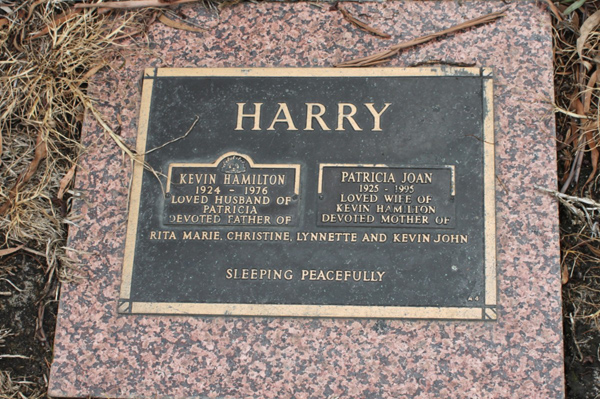 HARRY
KEVIN HAMILTON
1924 - 1976
LOVED HUSBAND OF
PATRICIA
DEVOTED FATHER OF
PATRICIA JOAN
1925 - 1995
LOVED WIFE OF
KEVIN HAMILTON
DEVOTED MOTHER OF
RITA MARIE, CHRISTINE, LYNNETTE AND KEVIN JOHN
SLEEPING PEACEFULLY